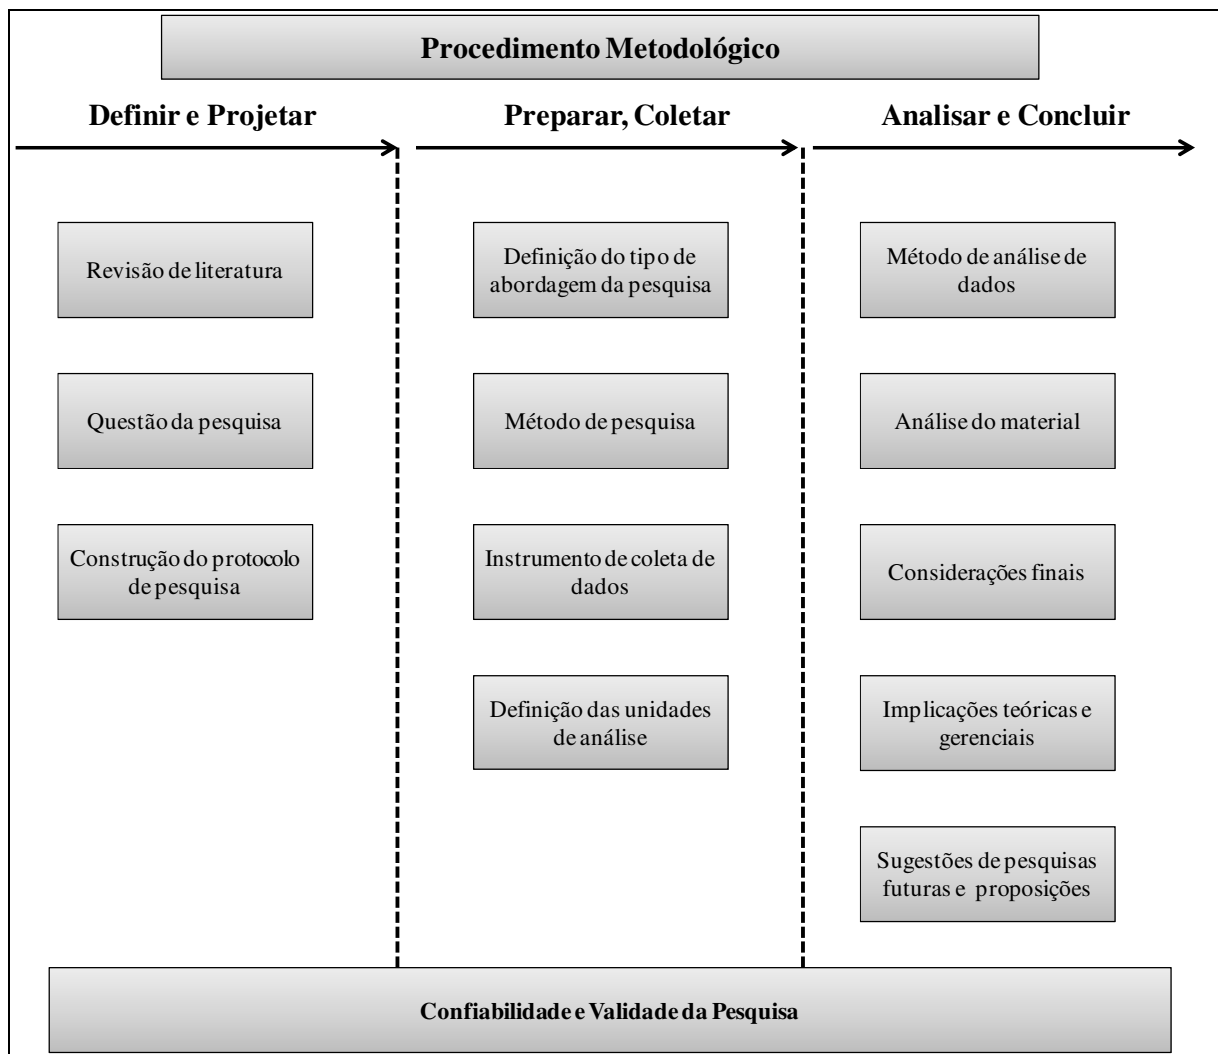 Procedimento Metodológico
Definir e Projetar
Preparar, Coletar
Analisar e Concluir
Revisão de literatura
Questão da pesquisa
Construção do protocolo
de pesquisa
Definição do tipo de
abordagem da pesquisa
Método de pesquisa
Instrumento de coleta de
dados
Definição das unidades
de análise
Método de análise de
dados
Análise do material
Considerações finais
Implicações teóricas e
gerenciais
Sugestões de pesquisas
futuras e proposições
Confiabilidade e Validade da Pesquisa